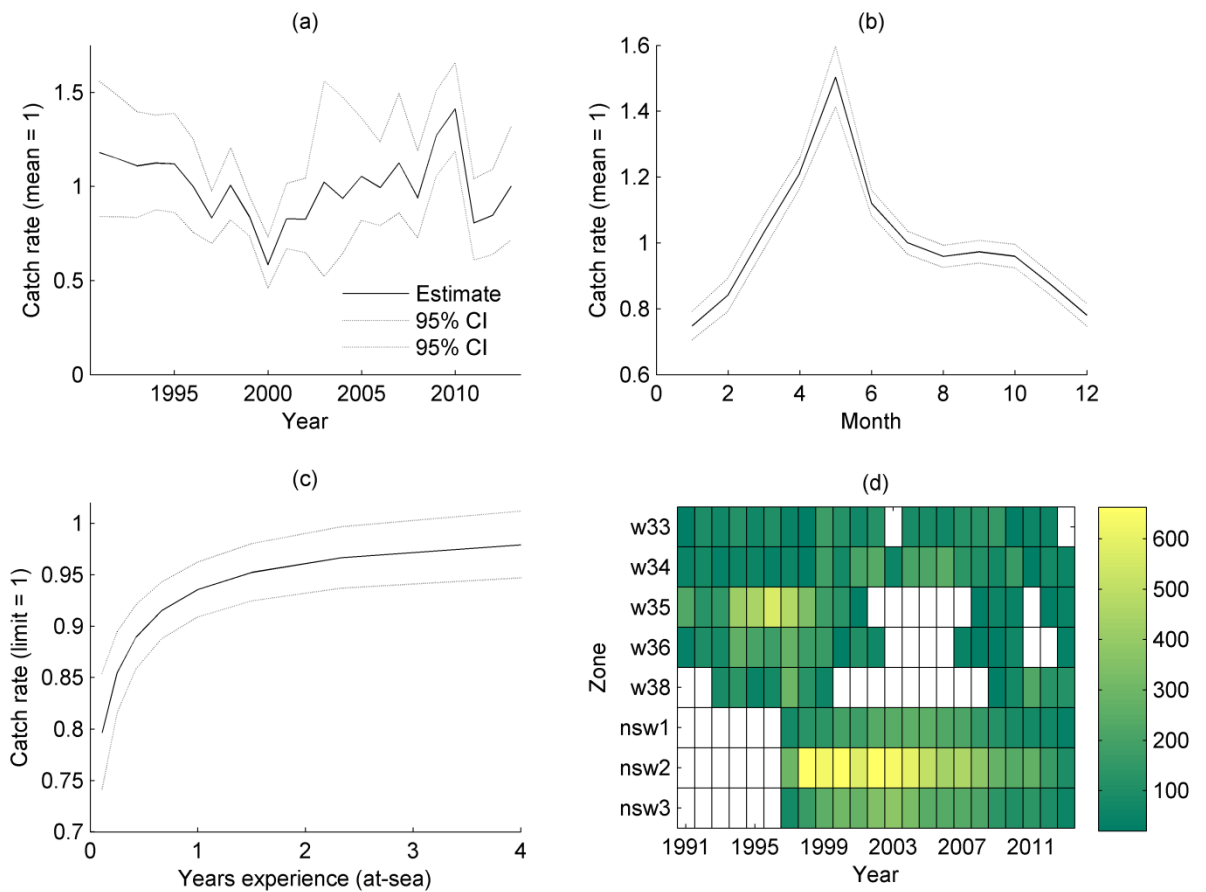 (a)
Catch rate (mean = 1)
1.5
1
0.5
0
Estimate
95% CI
95% CI
1995 2000 2005 2010
Year
(b)
Catch rate (mean = 1)
1.6
1.4
1.2
1
0.8
0.6
0 2 4 6 8 10 12
Month
(c)
Catch rate (limit = 1)
1
0.95
0.9
0.85
0.8
0.75
0.7
0 1 2 3 4
Years experience (at-sea)
(d)
Zone
w33
w34
w35
w36
w38
nsw1
nsw2
nsw3
1991 1995 1999 2003 2007 2011
Year
600
500
400
300
200
100